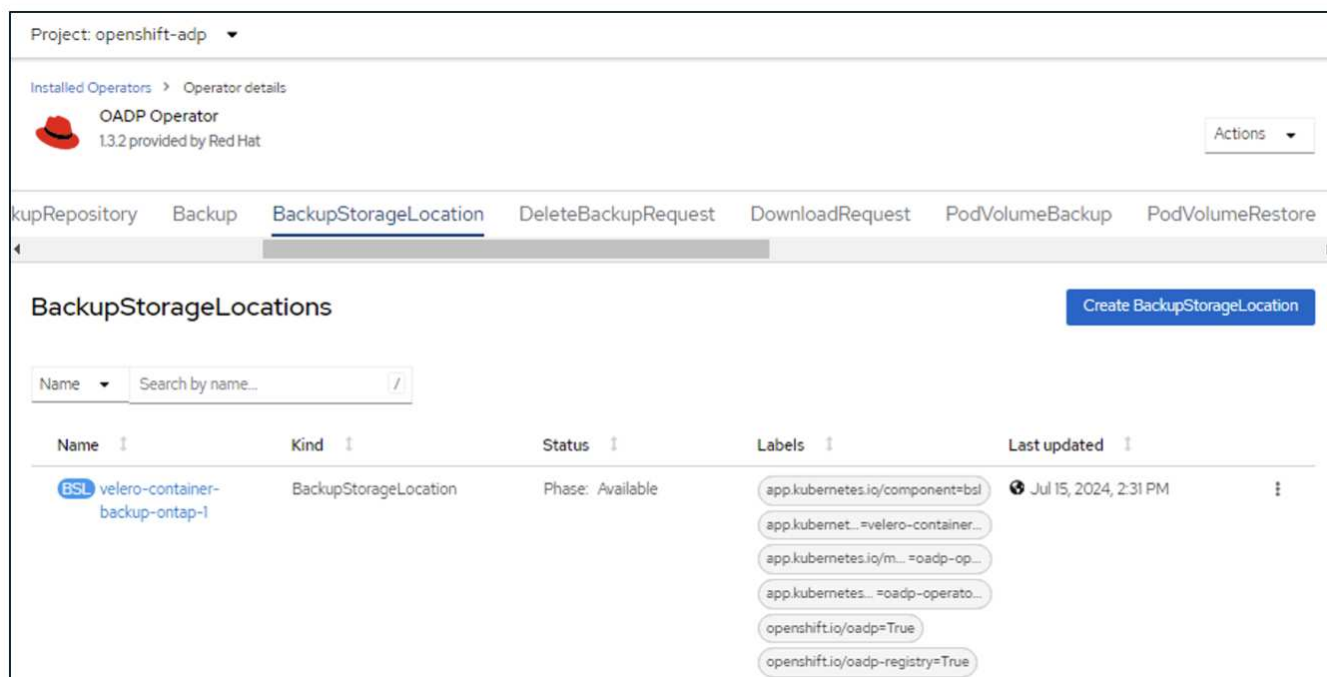 Project: openshift-adp
Installed Operators > Operator details
OADP Operator
1.3.2 provided by Red Hat
Actions
kupRepository Backup BackupStorageLocation DeleteBackupRequest DownloadRequest PodVolumeBackup PodVolumeRestore
BackupStorageLocations
Create BackupStorageLocation
Name Search by name... /
Name Kind Status Labels Last updated
BSL velero-container-backup-ontap-1 BackupStorageLocation Phase: Available app.kubernetes.io/component=bsl Jul 15, 2024, 2:31 PM
app.kubernet...=velero-container...
app.kubernetes.io/m... =oadp-op...
app.kubernetes... =oadp-operato...
openshift.io/oadp=True
openshift.io/oadp-registry=True